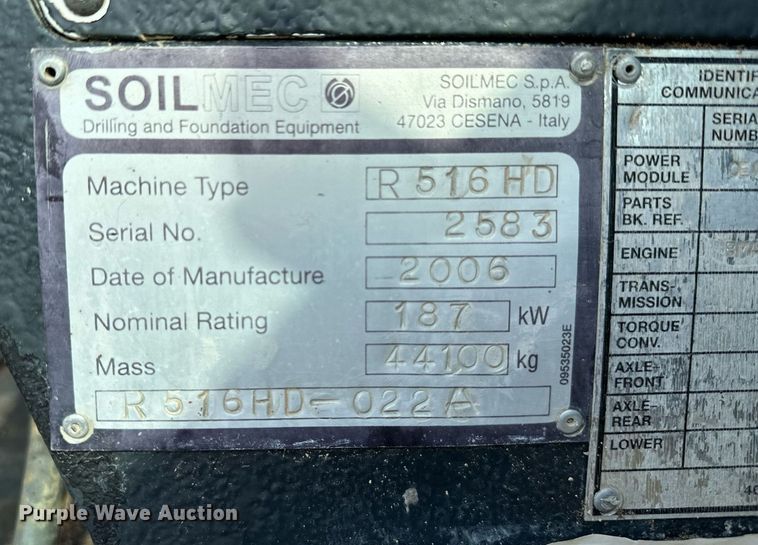 SOILMEC
Drilling and Foundation Equipment
SOILMEC S.p.A.
Via Dismano, 5819
47023 CESENA - Italy
Machine Type R 516 HD
Serial No. 2583
Date of Manufacture 2006
Nominal Rating 187 kW
Mass 44100 kg
R 516HD-022A
09535023E
IDENTIF
COMMUNICA
SERIA
NUMB
POWER
MODULE
PARTS
BK. REF.
ENGINE
TRANS-
MISSION
TORQUE
CONV.
AXLE-
FRONT
AXLE-
REAR
LOWER
Purple Wave Auction